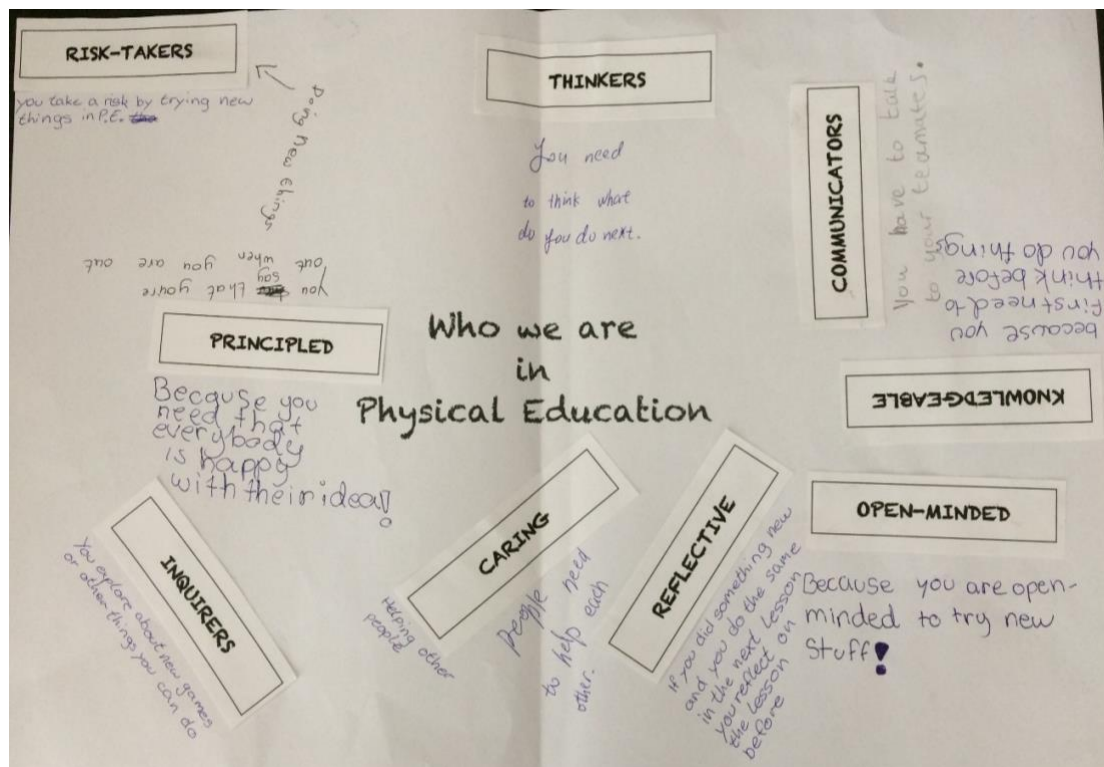 RISK-TAKERS
you take a risk by trying new
things in P.E.
Doing New things
THINKERS
You need
to think what
do you do next.
COMMUNICATORS
You have to talk
to your teamates.
KNOWLEDGEABLE
because you
first need to
think before
you do things
PRINCIPLED
you say that you're
out when you are out
Because you
need that
everybody
is happy
with their idea!
Who we are
in
Physical Education
INQUIRERS
You explore about new games
or other things you can do
CARING
Helping other
people
people need
to help each
other.
REFLECTIVE
If you did something new
and you do the same
in the next lesson
you reflect on
the lesson
before
OPEN-MINDED
Because you are open-
minded to try new
Stuff!